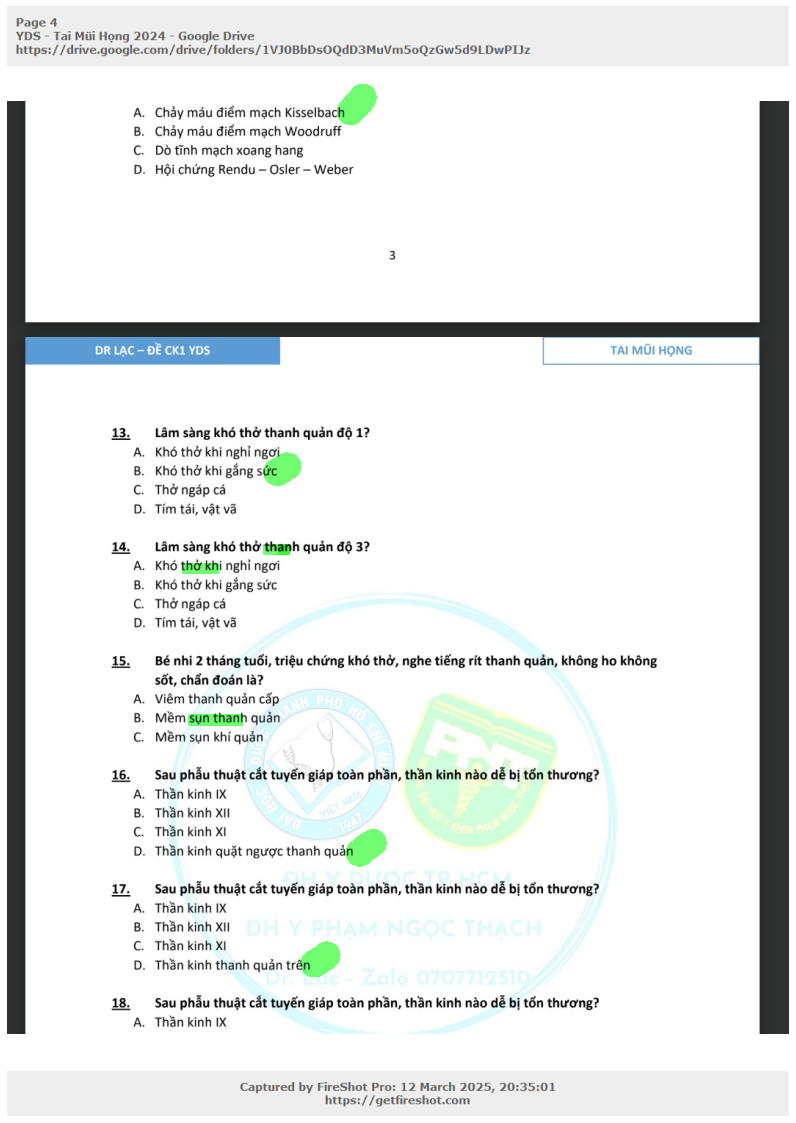 Page 4
YDS - Tai Mũi Họng 2024 - Google Drive
https://drive.google.com/drive/folders/1VJ0BbDsOQdD3MuVm5oQzGw5d9LDwPIJz
A. Chảy máu điểm mạch Kisselbach
B. Chảy máu điểm mạch Woodruff
C. Dò tĩnh mạch xoang hang
D. Hội chứng Rendu – Osler – Weber
3
DR LẠC – ĐỀ CK1 YDS
TAI MŨI HỌNG
13. Lâm sàng khó thở thanh quản độ 1?
A. Khó thở khi nghỉ ngơi
B. Khó thở khi gắng sức
C. Thở ngáp cá
D. Tím tái, vật vã
14. Lâm sàng khó thở thanh quản độ 3?
A. Khó thở khi nghỉ ngơi
B. Khó thở khi gắng sức
C. Thở ngáp cá
D. Tím tái, vật vã
15. Bé nhi 2 tháng tuổi, triệu chứng khó thở, nghe tiếng rít thanh quản, không ho không
sốt, chẩn đoán là?
A. Viêm thanh quản cấp
B. Mềm sụn thanh quản
C. Mềm sụn khí quản
16. Sau phẫu thuật cắt tuyến giáp toàn phần, thần kinh nào dễ bị tổn thương?
A. Thần kinh IX
B. Thần kinh XII
C. Thần kinh XI
D. Thần kinh quặt ngược thanh quản
ĐH Y DƯỢC TP HCM
17. Sau phẫu thuật cắt tuyến giáp toàn phần, thần kinh nào dễ bị tổn thương?
A. Thần kinh IX
B. Thần kinh XII
ĐH Y PHẠM NGỌC THẠCH
C. Thần kinh XI
D. Thần kinh thanh quản trên
Dr. Lạc - Zalo 0707712510
18. Sau phẫu thuật cắt tuyến giáp toàn phần, thần kinh nào dễ bị tổn thương?
A. Thần kinh IX
Captured by FireShot Pro: 12 March 2025, 20:35:01
https://getfireshot.com